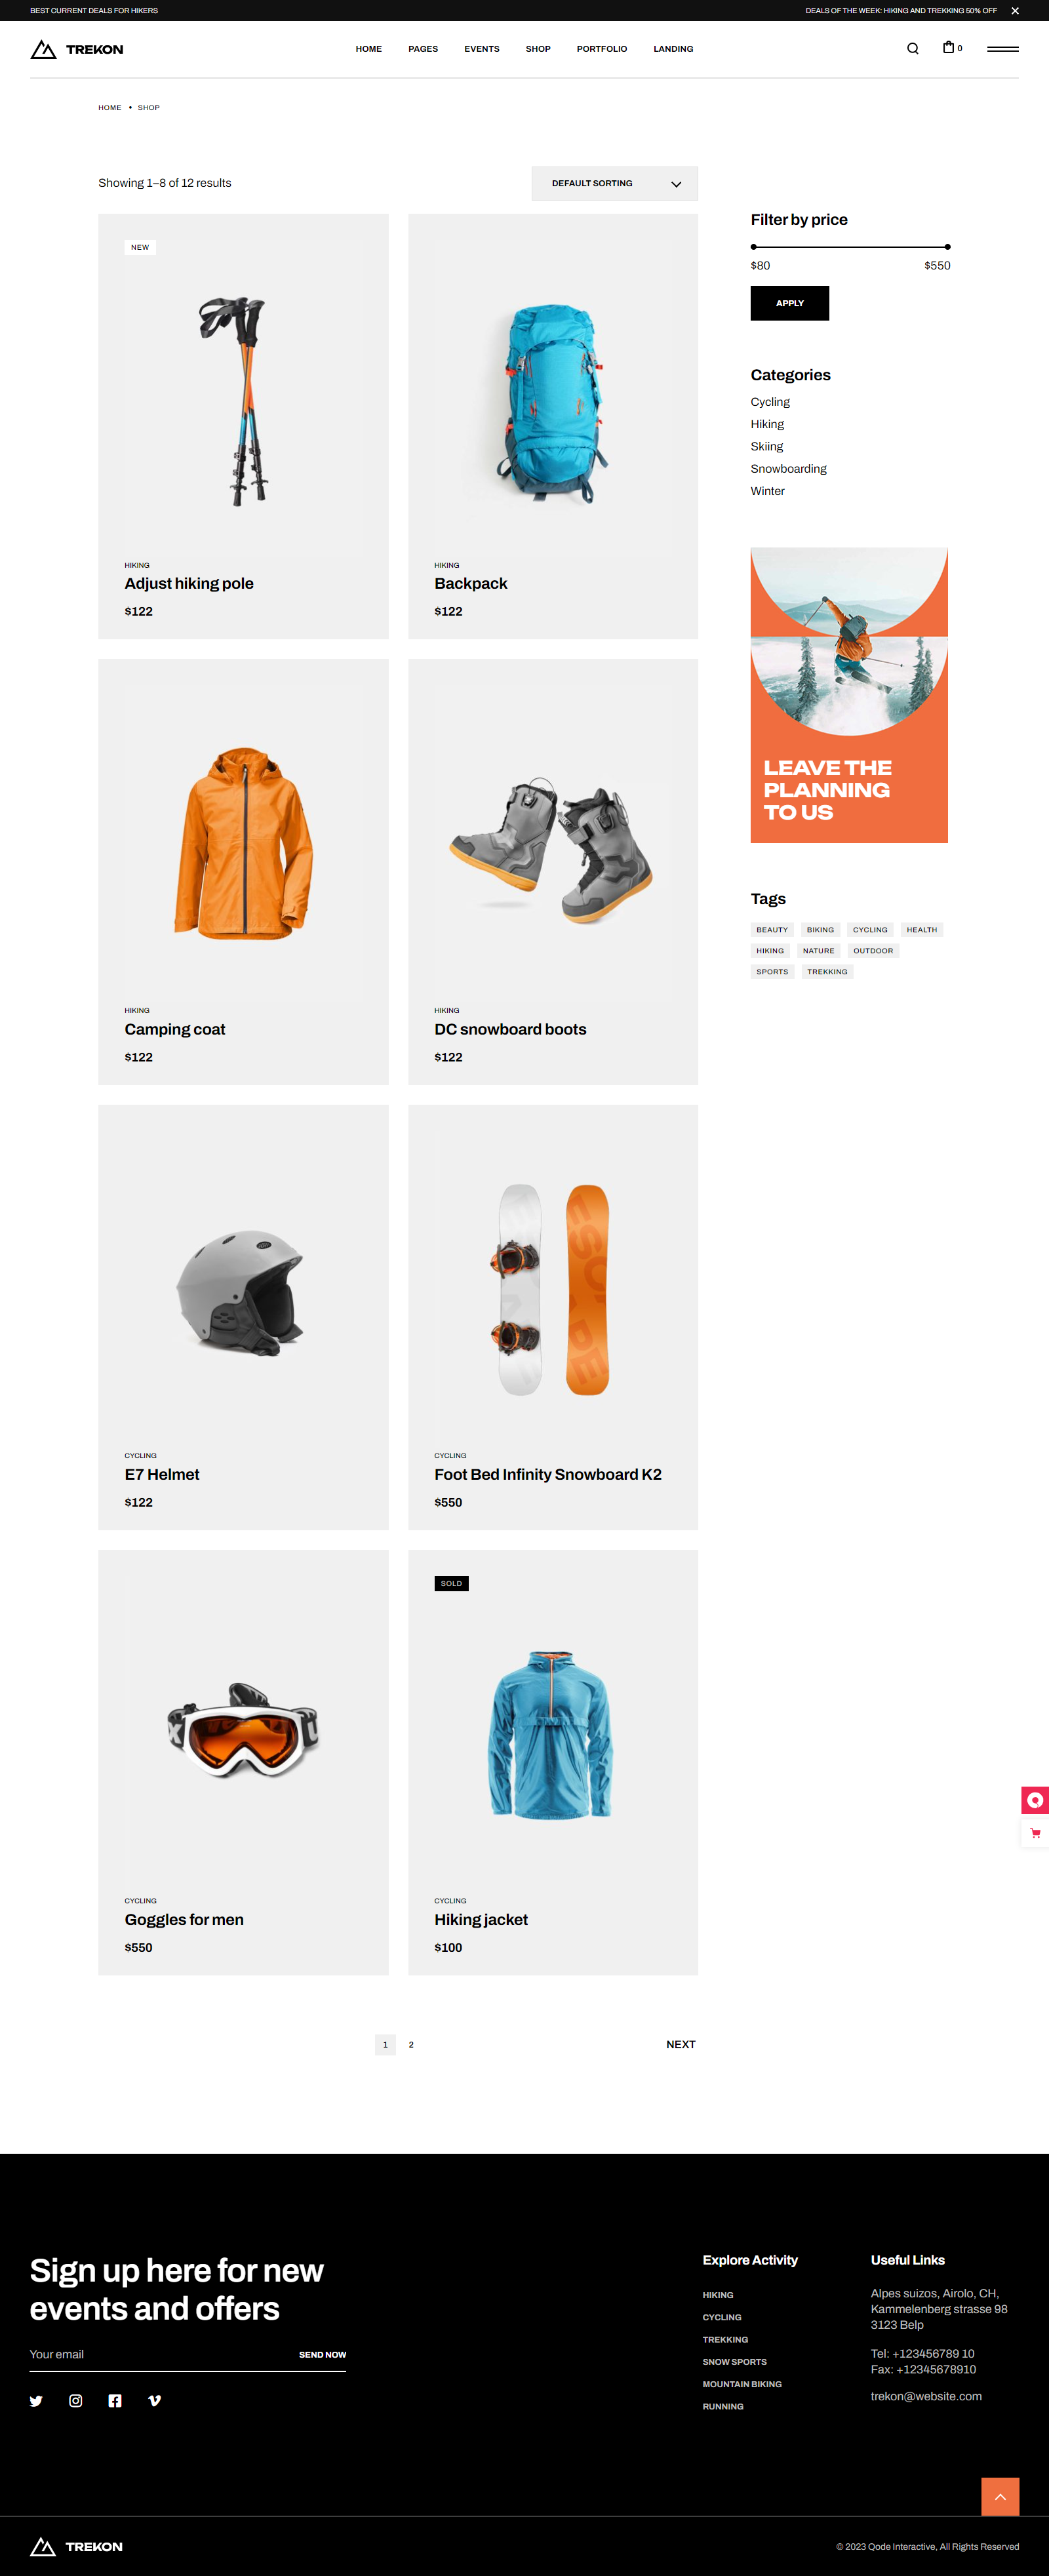 BEST CURRENT DEALS FOR HIKERS
DEALS OF THE WEEK: HIKING AND TREKKING 50% OFF
TREKON
HOME
PAGES
EVENTS
SHOP
PORTFOLIO
LANDING
0
HOME • SHOP
Showing 1–8 of 12 results
DEFAULT SORTING
NEW
HIKING
Adjust hiking pole
$122
HIKING
Backpack
$122
HIKING
Camping coat
$122
HIKING
DC snowboard boots
$122
CYCLING
E7 Helmet
$122
ESCAPE
CYCLING
Foot Bed Infinity Snowboard K2
$550
CYCLING
Goggles for men
$550
SOLD
CYCLING
Hiking jacket
$100
1
2
NEXT
Filter by price
$80
$550
APPLY
Categories
Cycling
Hiking
Skiing
Snowboarding
Winter
LEAVE THE
PLANNING
TO US
Tags
BEAUTY
BIKING
CYCLING
HEALTH
HIKING
NATURE
OUTDOOR
SPORTS
TREKKING
Sign up here for new
events and offers
Your email
SEND NOW
Explore Activity
HIKING
CYCLING
TREKKING
SNOW SPORTS
MOUNTAIN BIKING
RUNNING
Useful Links
Alpes suizos, Airolo, CH,
Kammelenberg strasse 98
3123 Belp
Tel: +123456789 10
Fax: +12345678910
trekon@website.com
TREKON
© 2023 Qode Interactive, All Rights Reserved